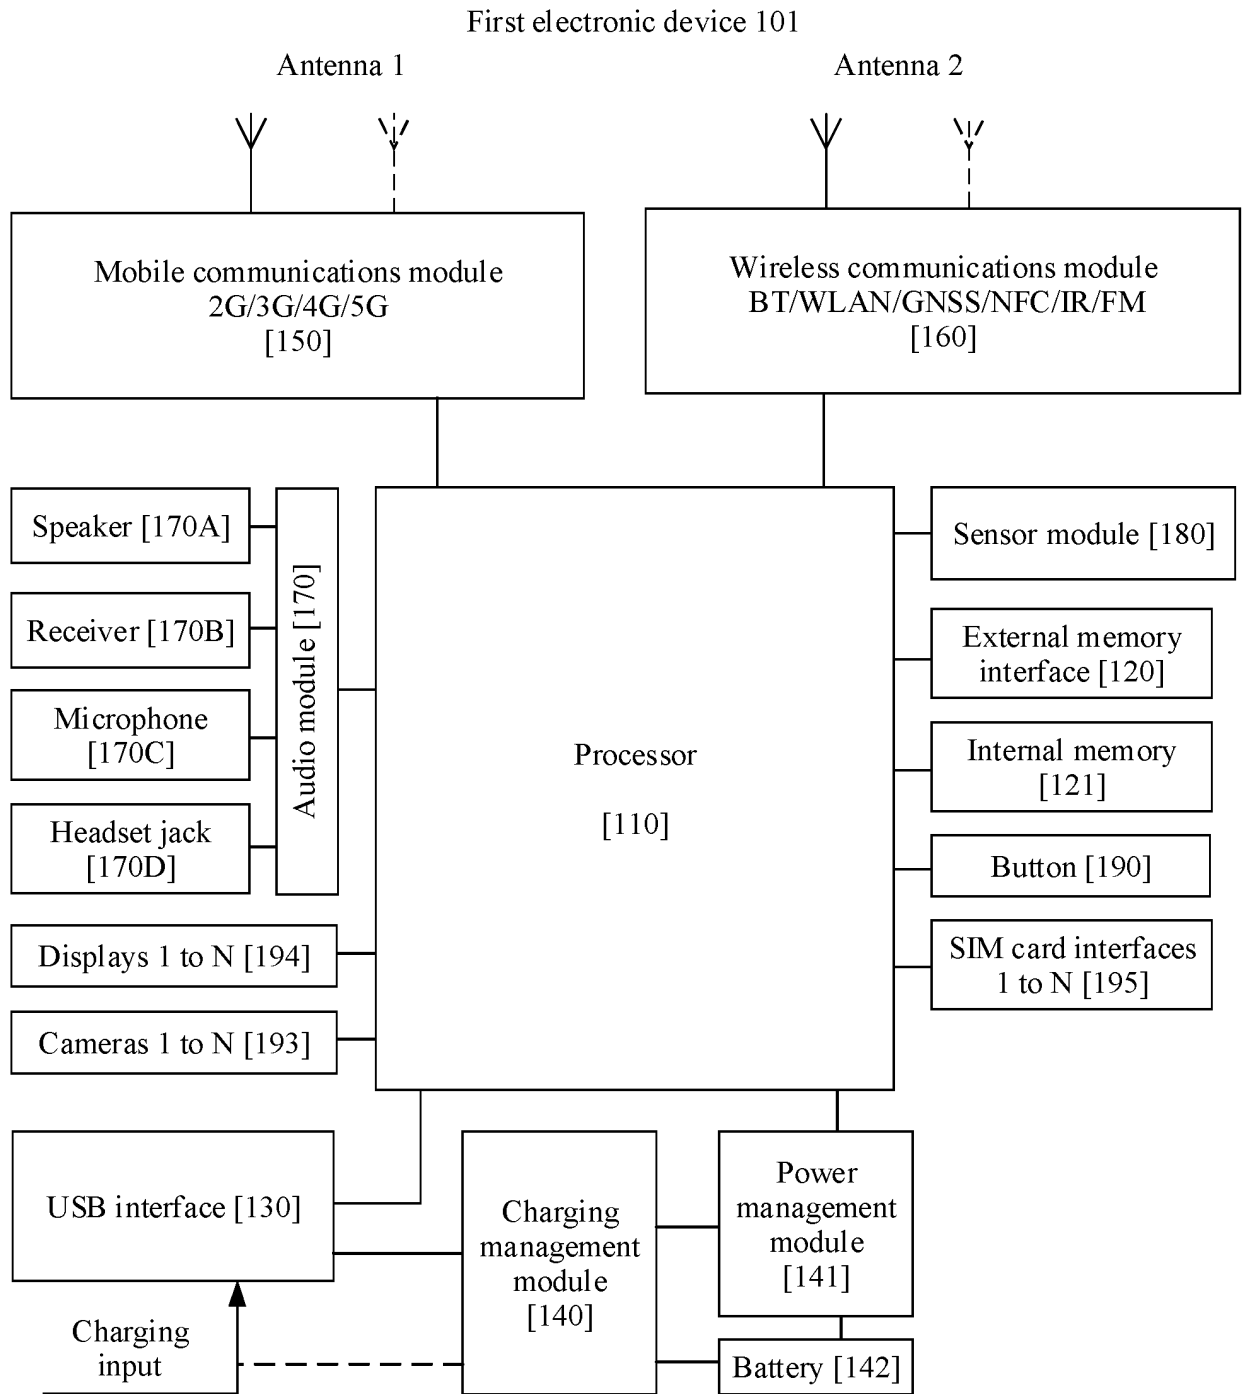 First electronic device 101
Antenna 1
Antenna 2
Mobile communications module
2G/3G/4G/5G
[150]
Wireless communications module
BT/WLAN/GNSS/NFC/IR/FM
[160]
Speaker [170A]
Receiver [170B]
Microphone
[170C]
Headset jack
[170D]
Audio module [170]
Displays 1 to N [194]
Cameras 1 to N [193]
Processor
[110]
Sensor module [180]
External memory
interface [120]
Internal memory
[121]
Button [190]
SIM card interfaces
1 to N [195]
USB interface [130]
Charging
input
Charging
management
module
[140]
Power
management
module
[141]
Battery [142]